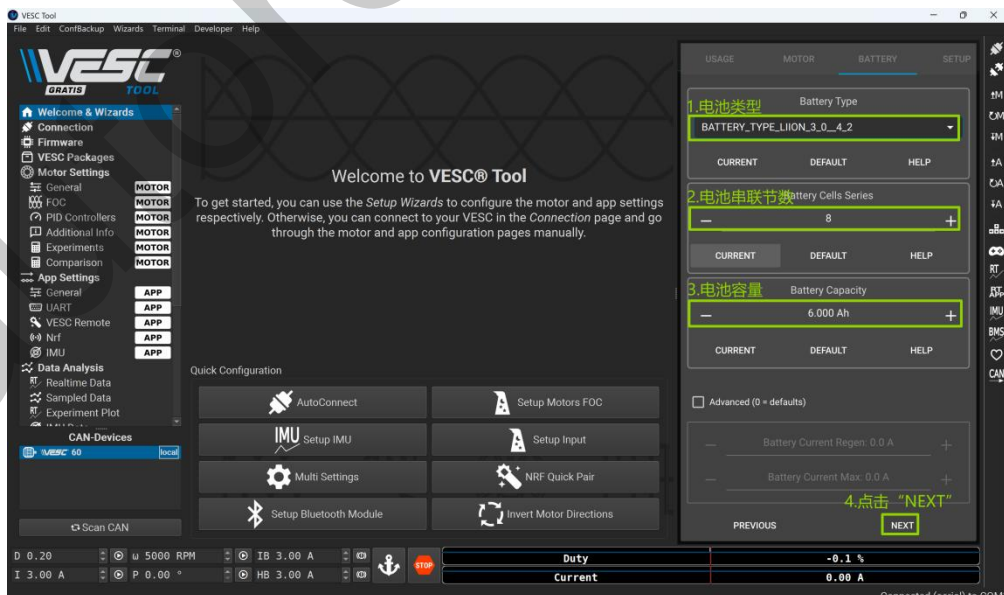 VESC Tool
File Edit ConfBackup Wizards Terminal Developer Help
VESC®
GRATIS TOOL
Welcome & Wizards
Connection
Firmware
VESC Packages
Motor Settings
General MOTOR
FOC MOTOR
PID Controllers MOTOR
Additional Info MOTOR
Experiments MOTOR
Comparison MOTOR
App Settings
General APP
UART APP
VESC Remote APP
Nrf APP
IMU APP
Data Analysis
RT Realtime Data
Sampled Data
RT Experiment Plot
CAN-Devices
VESC 60 local
Scan CAN
Welcome to VESC® Tool
To get started, you can use the Setup Wizards to configure the motor and app settings
respectively. Otherwise, you can connect to your VESC in the Connection page and go
through the motor and app configuration pages manually.
Quick Configuration
AutoConnect
Setup Motors FOC
IMU Setup IMU
Setup Input
Multi Settings
NRF Quick Pair
Setup Bluetooth Module
Invert Motor Directions
USAGE MOTOR BATTERY SETUP
1.电池类型 Battery Type
BATTERY_TYPE_LIION_3_0__4_2
CURRENT DEFAULT HELP
2.电池串联节数 Battery Cells Series
– 8 +
CURRENT DEFAULT HELP
3.电池容量 Battery Capacity
– 6.000 Ah +
CURRENT DEFAULT HELP
Advanced (0 = defaults)
– Battery Current Regen: 0.0 A +
– Battery Current Max: 0.0 A +
4.点击“NEXT”
PREVIOUS NEXT
D 0.20 ω 5000 RPM IB 3.00 A
I 3.00 A P 0.00 ° HB 3.00 A
STOP
Duty -0.1 %
Current 0.00 A
RT
RT APP
IMU
BMS
CAN